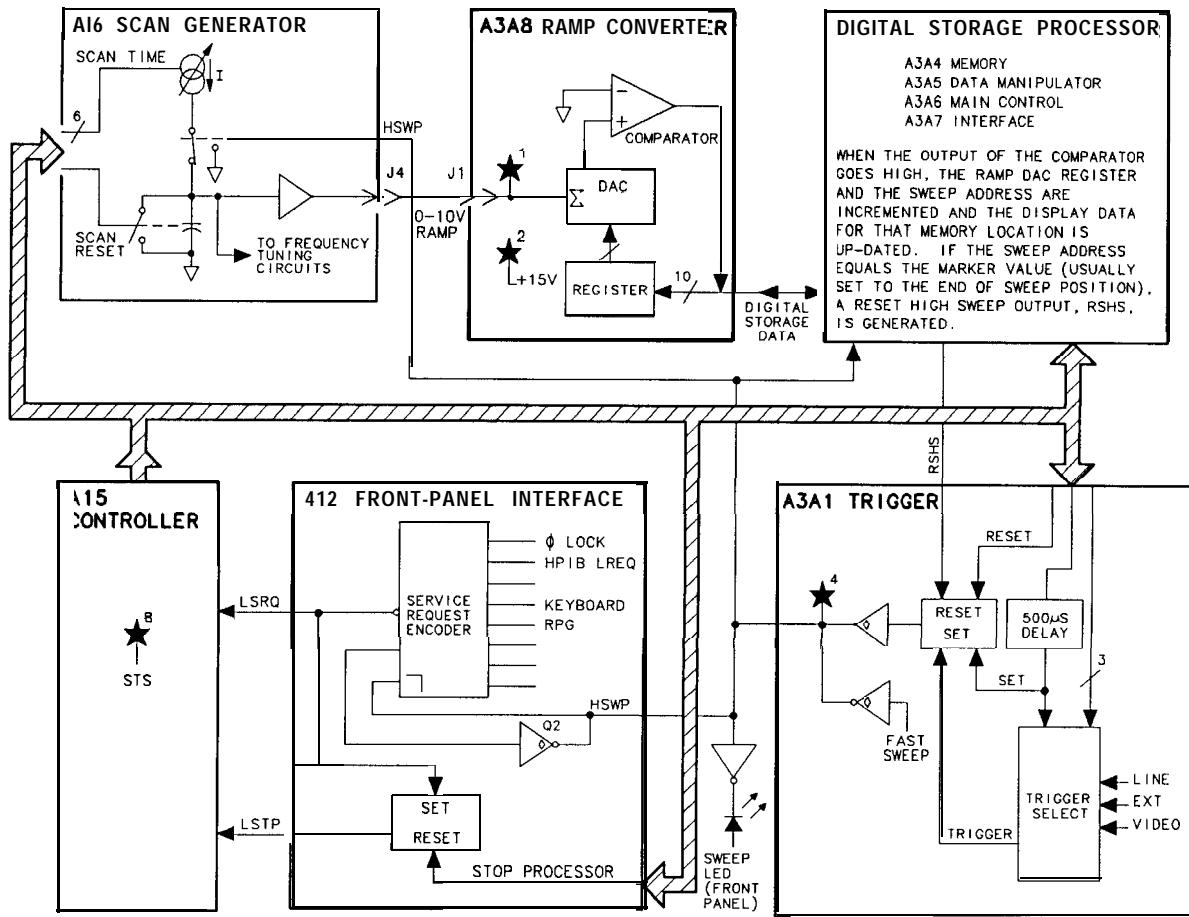 AI6 SCAN GENERATOR
SCAN TIME
I
6
HSWP
J4
SCAN
RESET
TO FREQUENCY
TUNING
CIRCUITS
A3A8 RAMP CONVERTER
J1
0-10V
RAMP
1
COMPARATOR
−
+
Σ
DAC
2
+15V
REGISTER
10
DIGITAL
STORAGE
DATA
DIGITAL STORAGE PROCESSOR
A3A4 MEMORY
A3A5 DATA MANIPULATOR
A3A6 MAIN CONTROL
A3A7 INTERFACE
WHEN THE OUTPUT OF THE COMPARATOR
GOES HIGH, THE RAMP DAC REGISTER
AND THE SWEEP ADDRESS ARE
INCREMENTED AND THE DISPLAY DATA
FOR THAT MEMORY LOCATION IS
UP-DATED. IF THE SWEEP ADDRESS
EQUALS THE MARKER VALUE (USUALLY
SET TO THE END OF SWEEP POSITION),
A RESET HIGH SWEEP OUTPUT, RSHS,
IS GENERATED.
RSHS
A15
CONTROLLER
8
STS
LSRQ
LSTP
412 FRONT-PANEL INTERFACE
SERVICE
REQUEST
ENCODER
ϕ LOCK
HPIB LREQ
KEYBOARD
RPG
HSWP
Q2
SET
RESET
STOP PROCESSOR
SWEEP
LED
(FRONT
PANEL)
A3A1 TRIGGER
RESET
4
RESET
SET
500µS
DELAY
SET
3
FAST
SWEEP
TRIGGER
SELECT
LINE
EXT
VIDEO
TRIGGER